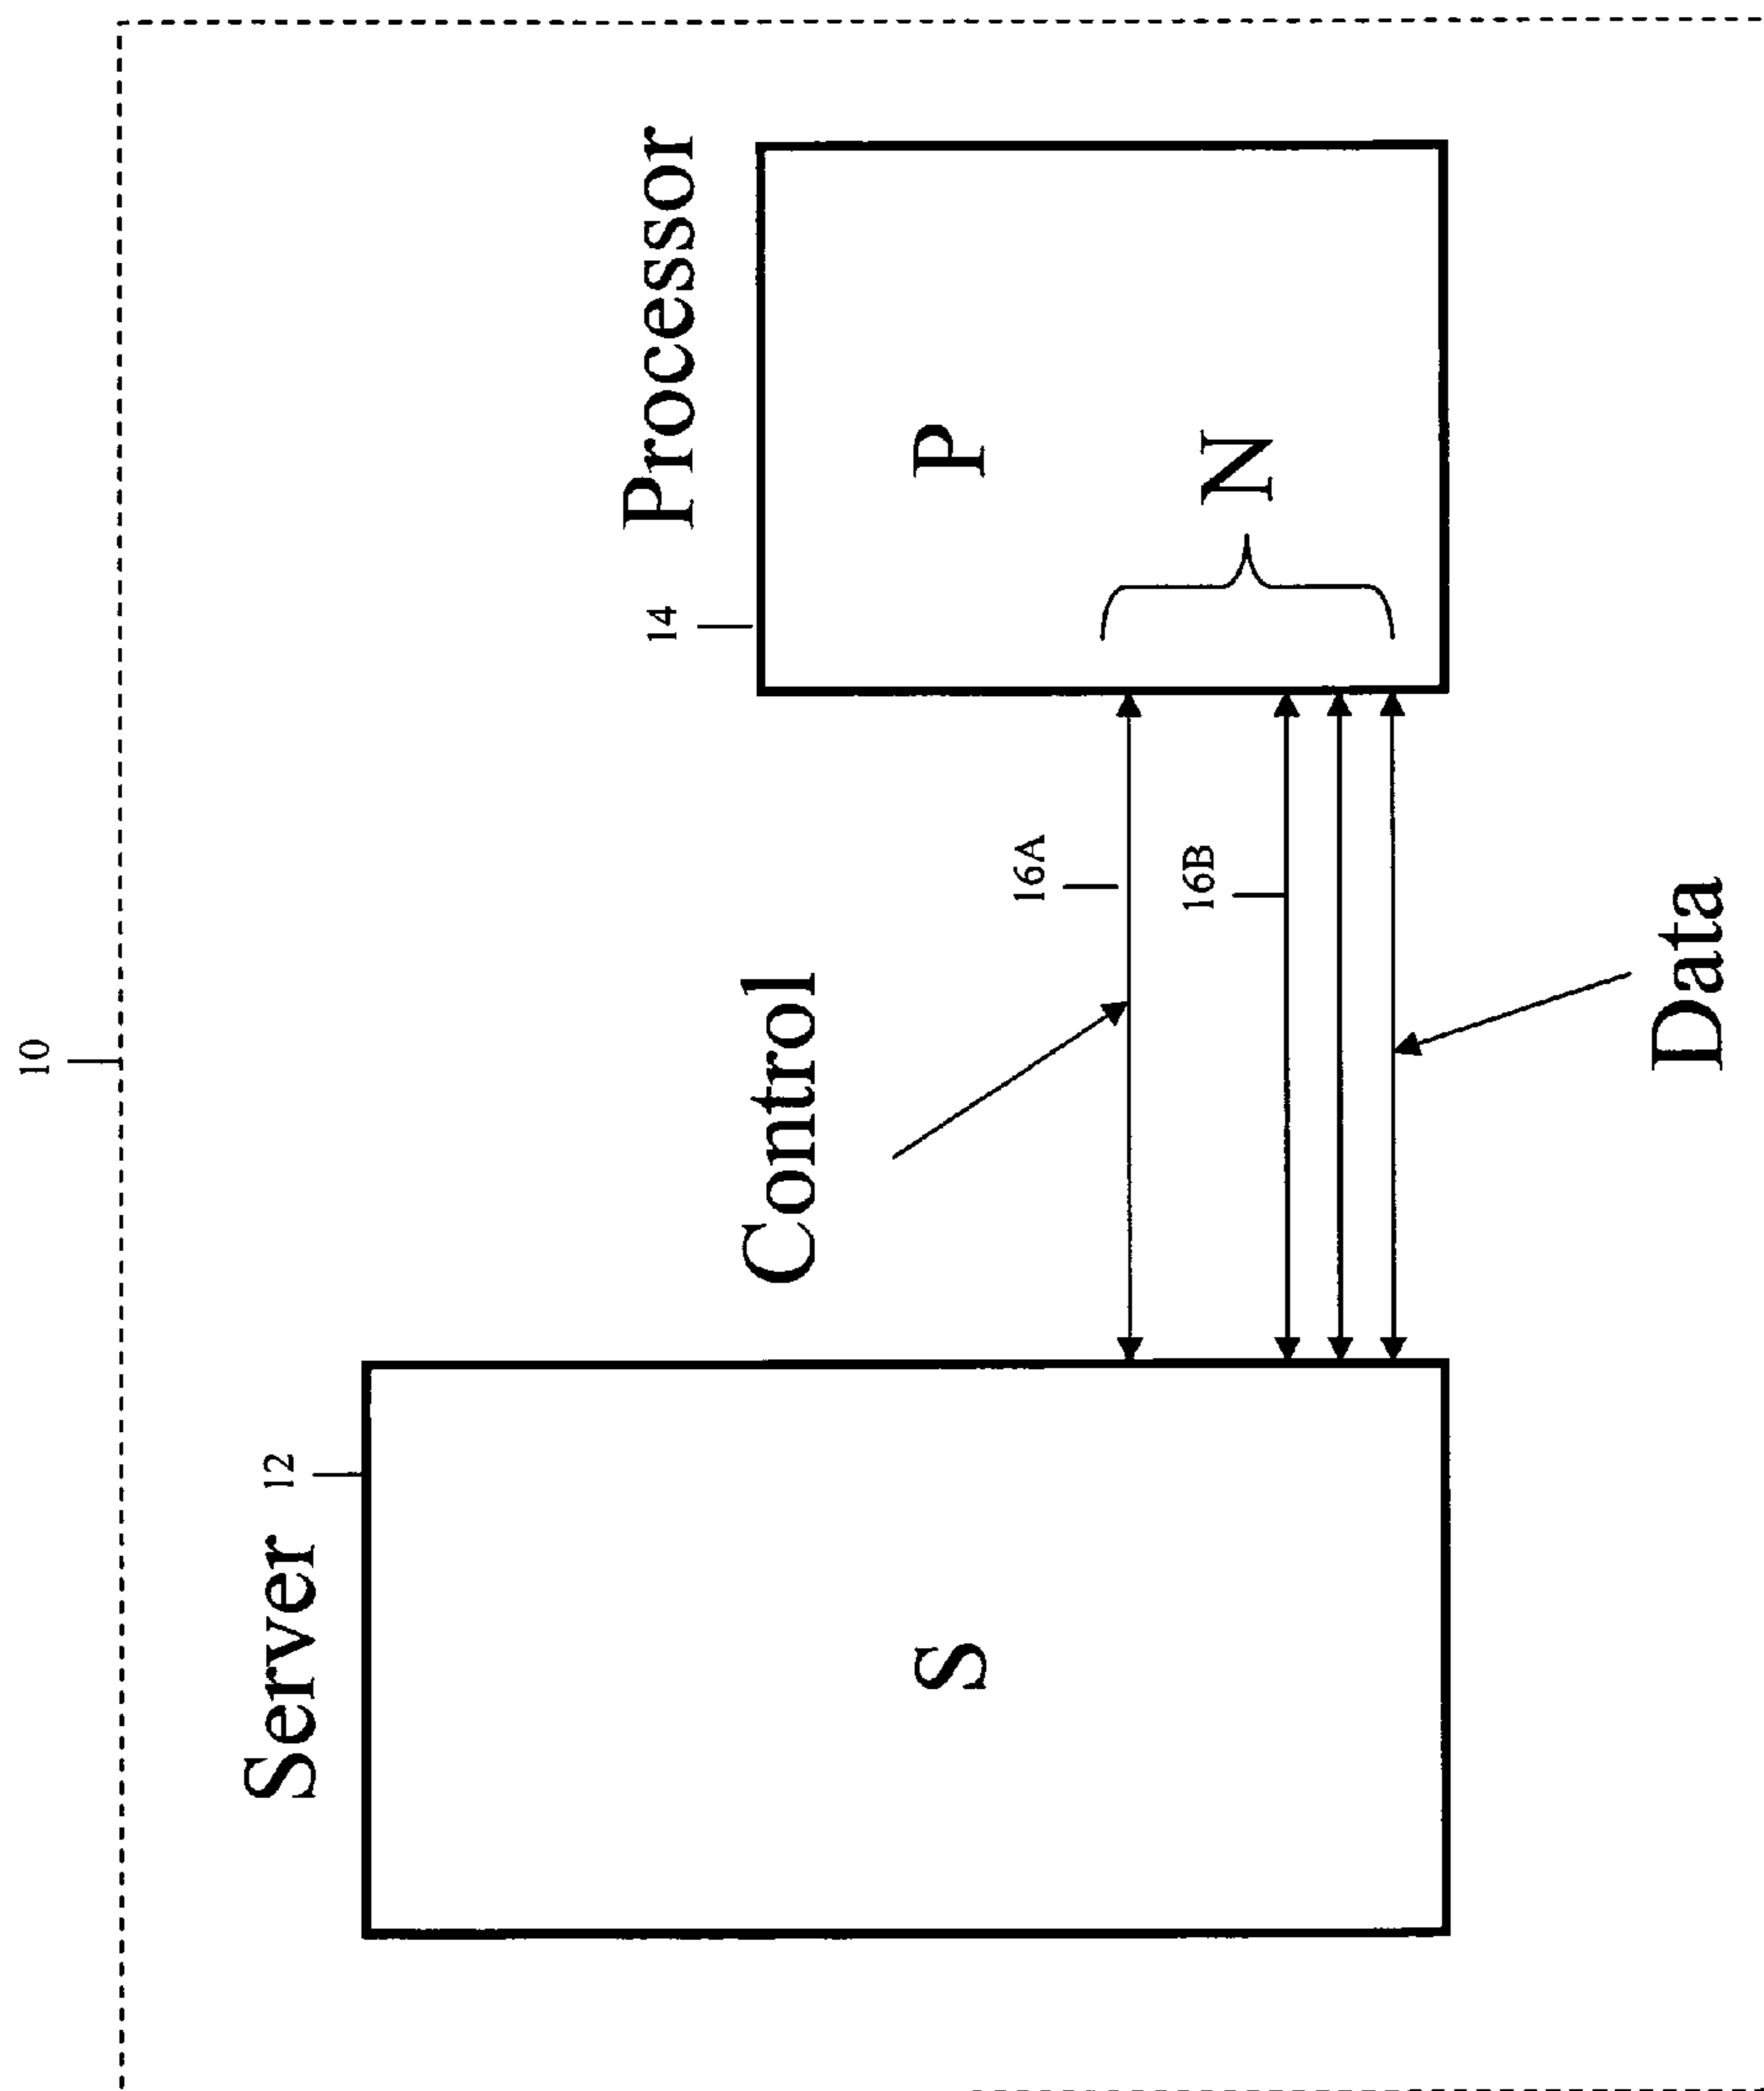 10
Server 12
S
Control
16A
16B
Data
Processor
14
P
N